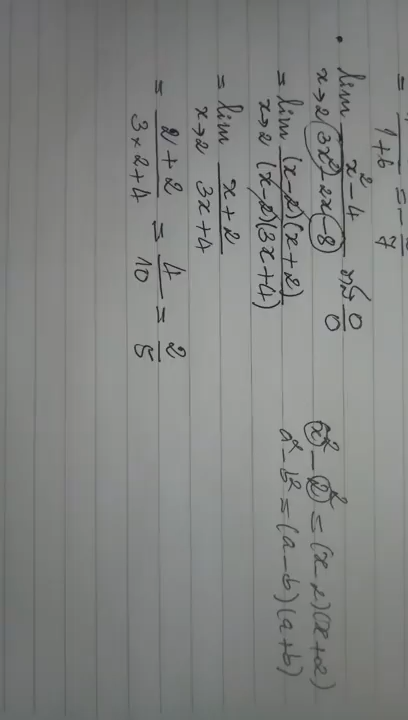 = 1/(1+6) = - 2/7
• lim x→2 (x²-4)/(3x²-2x-8) ನಿ 0/0
= lim x→2 (x-2)(x+2)/(x-2)(3x+4)
= lim x→2 (x+2)/(3x+4)
= (2+2)/(3×2+4) = 4/10 = 2/5
x² - 2² = (x-2)(x+2)
a² - b² = (a-b)(a+b)